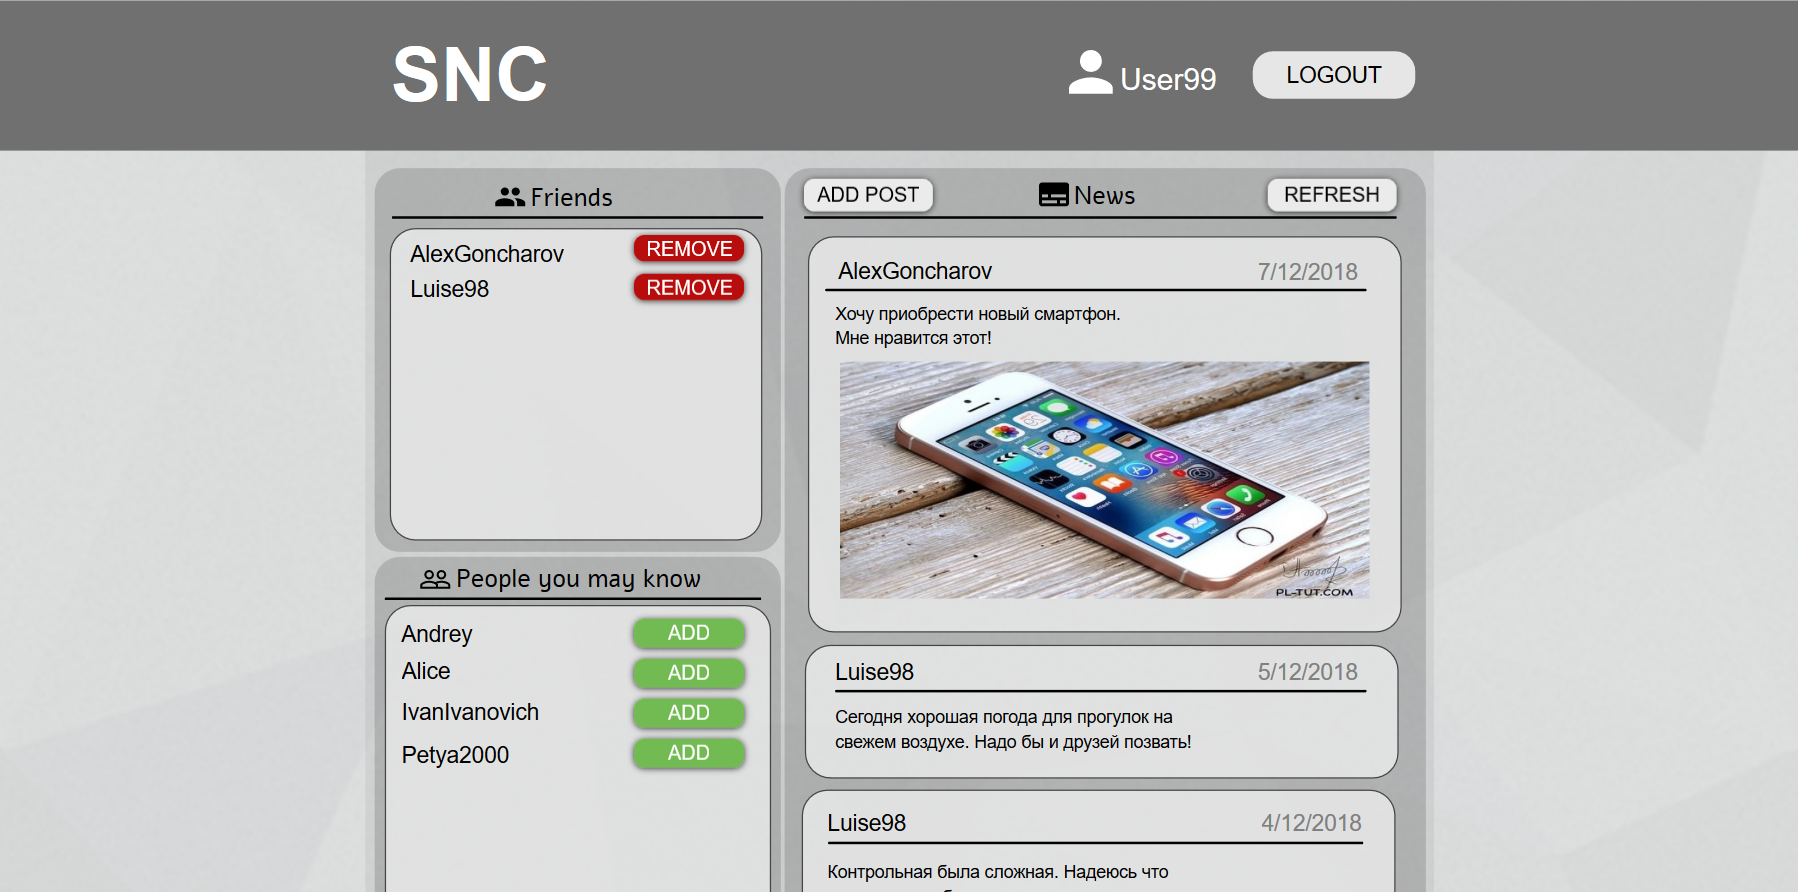 SNC
User99
LOGOUT
Friends
AlexGoncharov
REMOVE
Luise98
REMOVE
People you may know
Andrey
ADD
Alice
ADD
IvanIvanovich
ADD
Petya2000
ADD
ADD POST
News
REFRESH
AlexGoncharov
7/12/2018
Хочу приобрести новый смартфон.
Мне нравится этот!
PL-TUT.COM
Luise98
5/12/2018
Сегодня хорошая погода для прогулок на
свежем воздухе. Надо бы и друзей позвать!
Luise98
4/12/2018
Контрольная была сложная. Надеюсь что